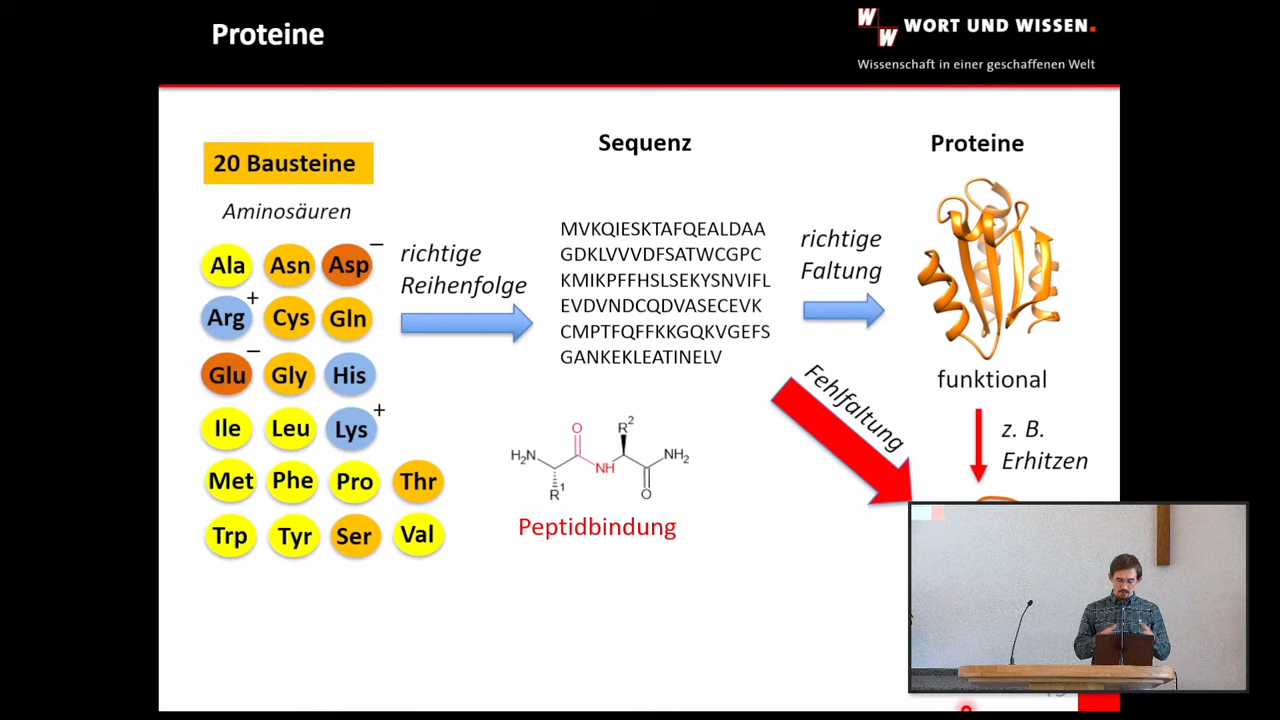 Proteine
W
W
WORT UND WISSEN.
Wissenschaft in einer geschaffenen Welt
20 Bausteine
Aminosäuren
Ala
Asn
Asp
−
Arg
+
Cys
Gln
Glu
−
Gly
His
Ile
Leu
Lys
+
Met
Phe
Pro
Thr
Trp
Tyr
Ser
Val
richtige
Reihenfolge
Sequenz
MVKQIESKTAFQEALDAA
GDKLVVVDFSATWCGPC
KMIKPFFHSLSEKYSNVIFL
EVDVNDCQDVASECEVK
CMPTFQFFKKGQKVGEFS
GANKEKLEATINELV
O
R²
H₂N
NH
NH₂
R¹
O
Peptidbindung
richtige
Faltung
Fehlfaltung
Proteine
funktional
z. B.
Erhitzen